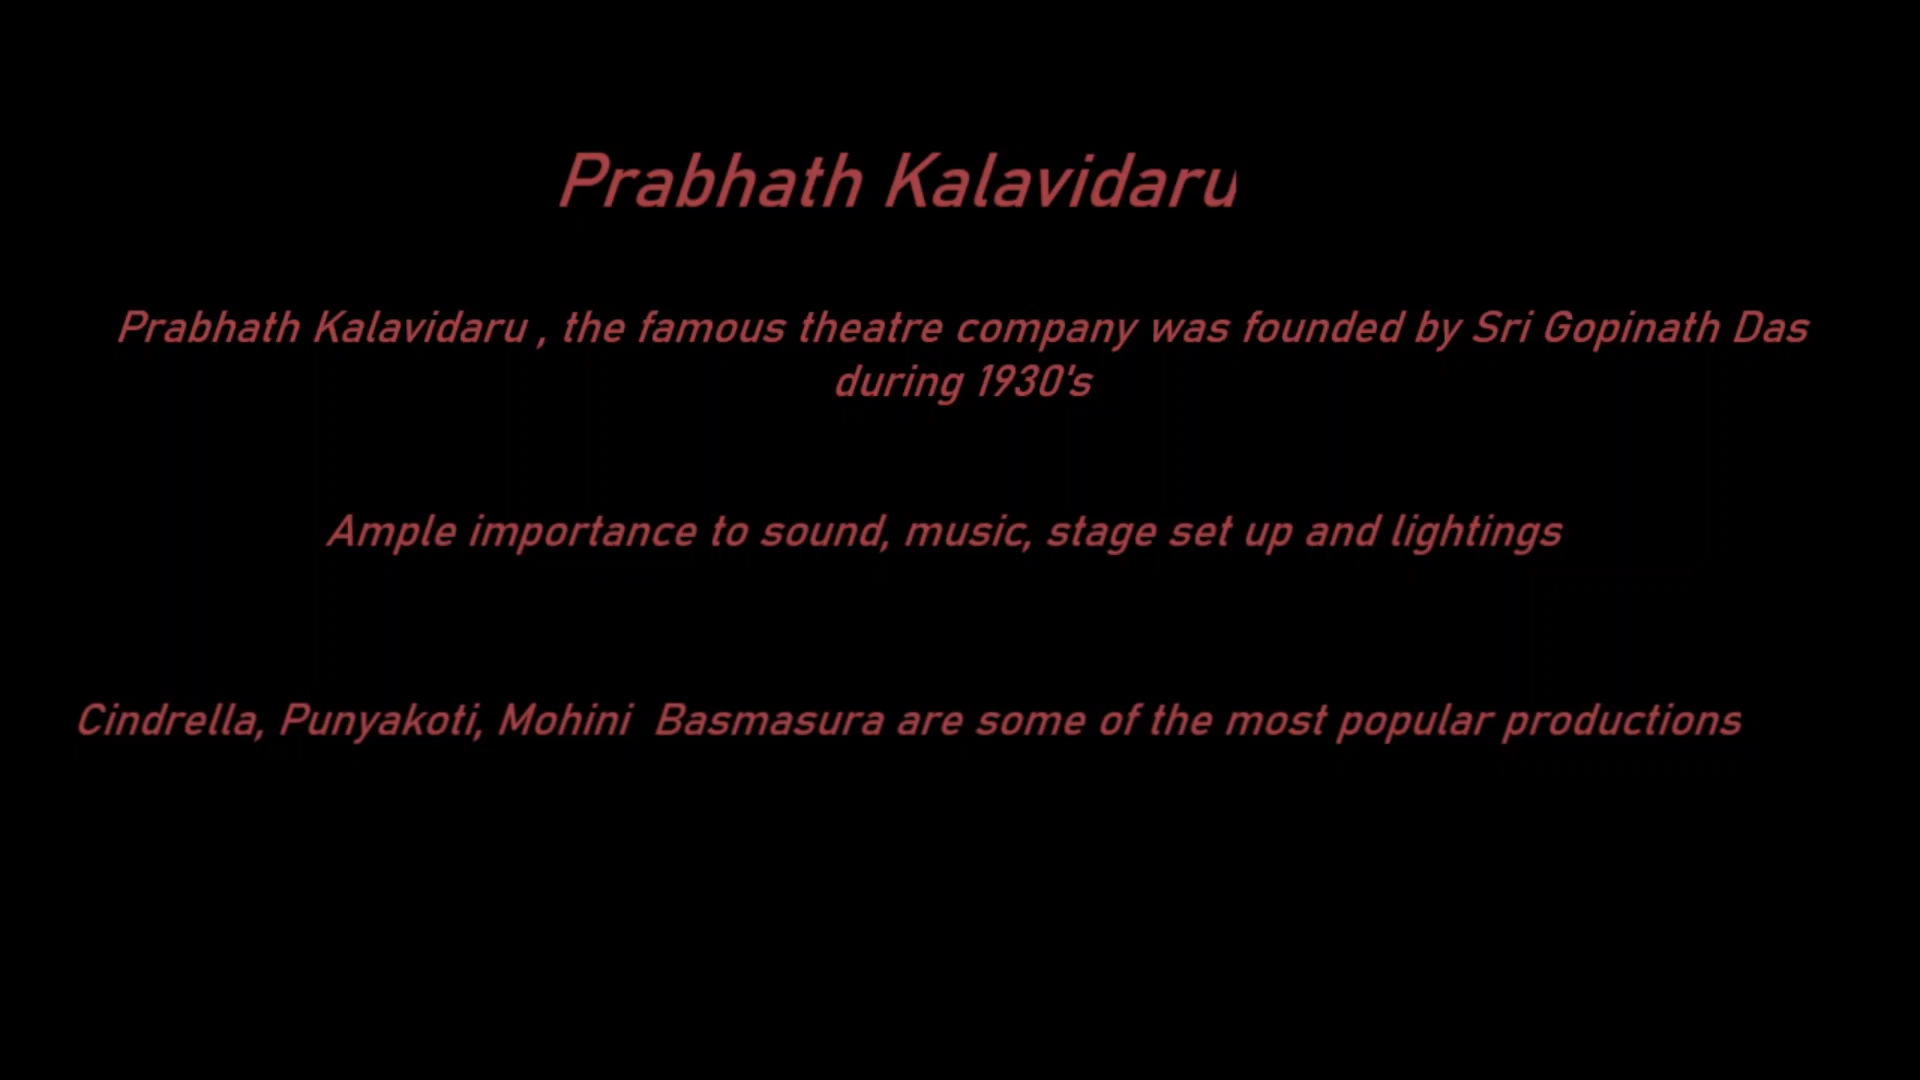 Prabhath Kalavidaru
Prabhath Kalavidaru , the famous theatre company was founded by Sri Gopinath Das
during 1930's
Ample importance to sound, music, stage set up and lightings
Cindrella, Punyakoti, Mohini  Basmasura are some of the most popular productions